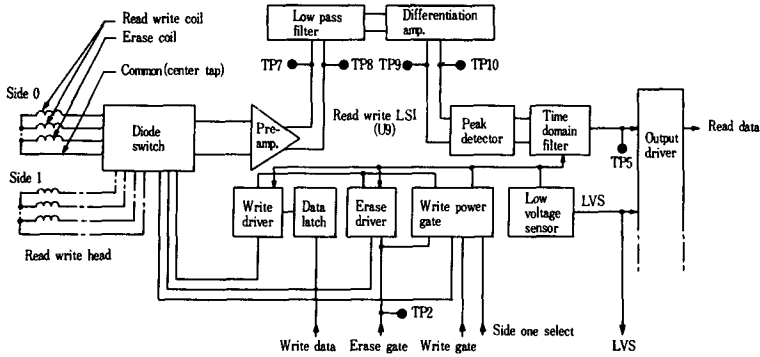 Read write coil
Erase coil
Common(center tap)
Side 0
Side 1
Read write head
Diode
switch
Pre-
amp.
Low pass
filter
Differentiation
amp.
TP7
TP8
TP9
TP10
Read write LSI
(U9)
Peak
detector
Time
domain
filter
TP5
Output
driver
Read data
Write
driver
Data
latch
Erase
driver
Write power
gate
Low
voltage
sensor
LVS
TP2
Side one select
Write data
Erase gate
Write gate
LVS